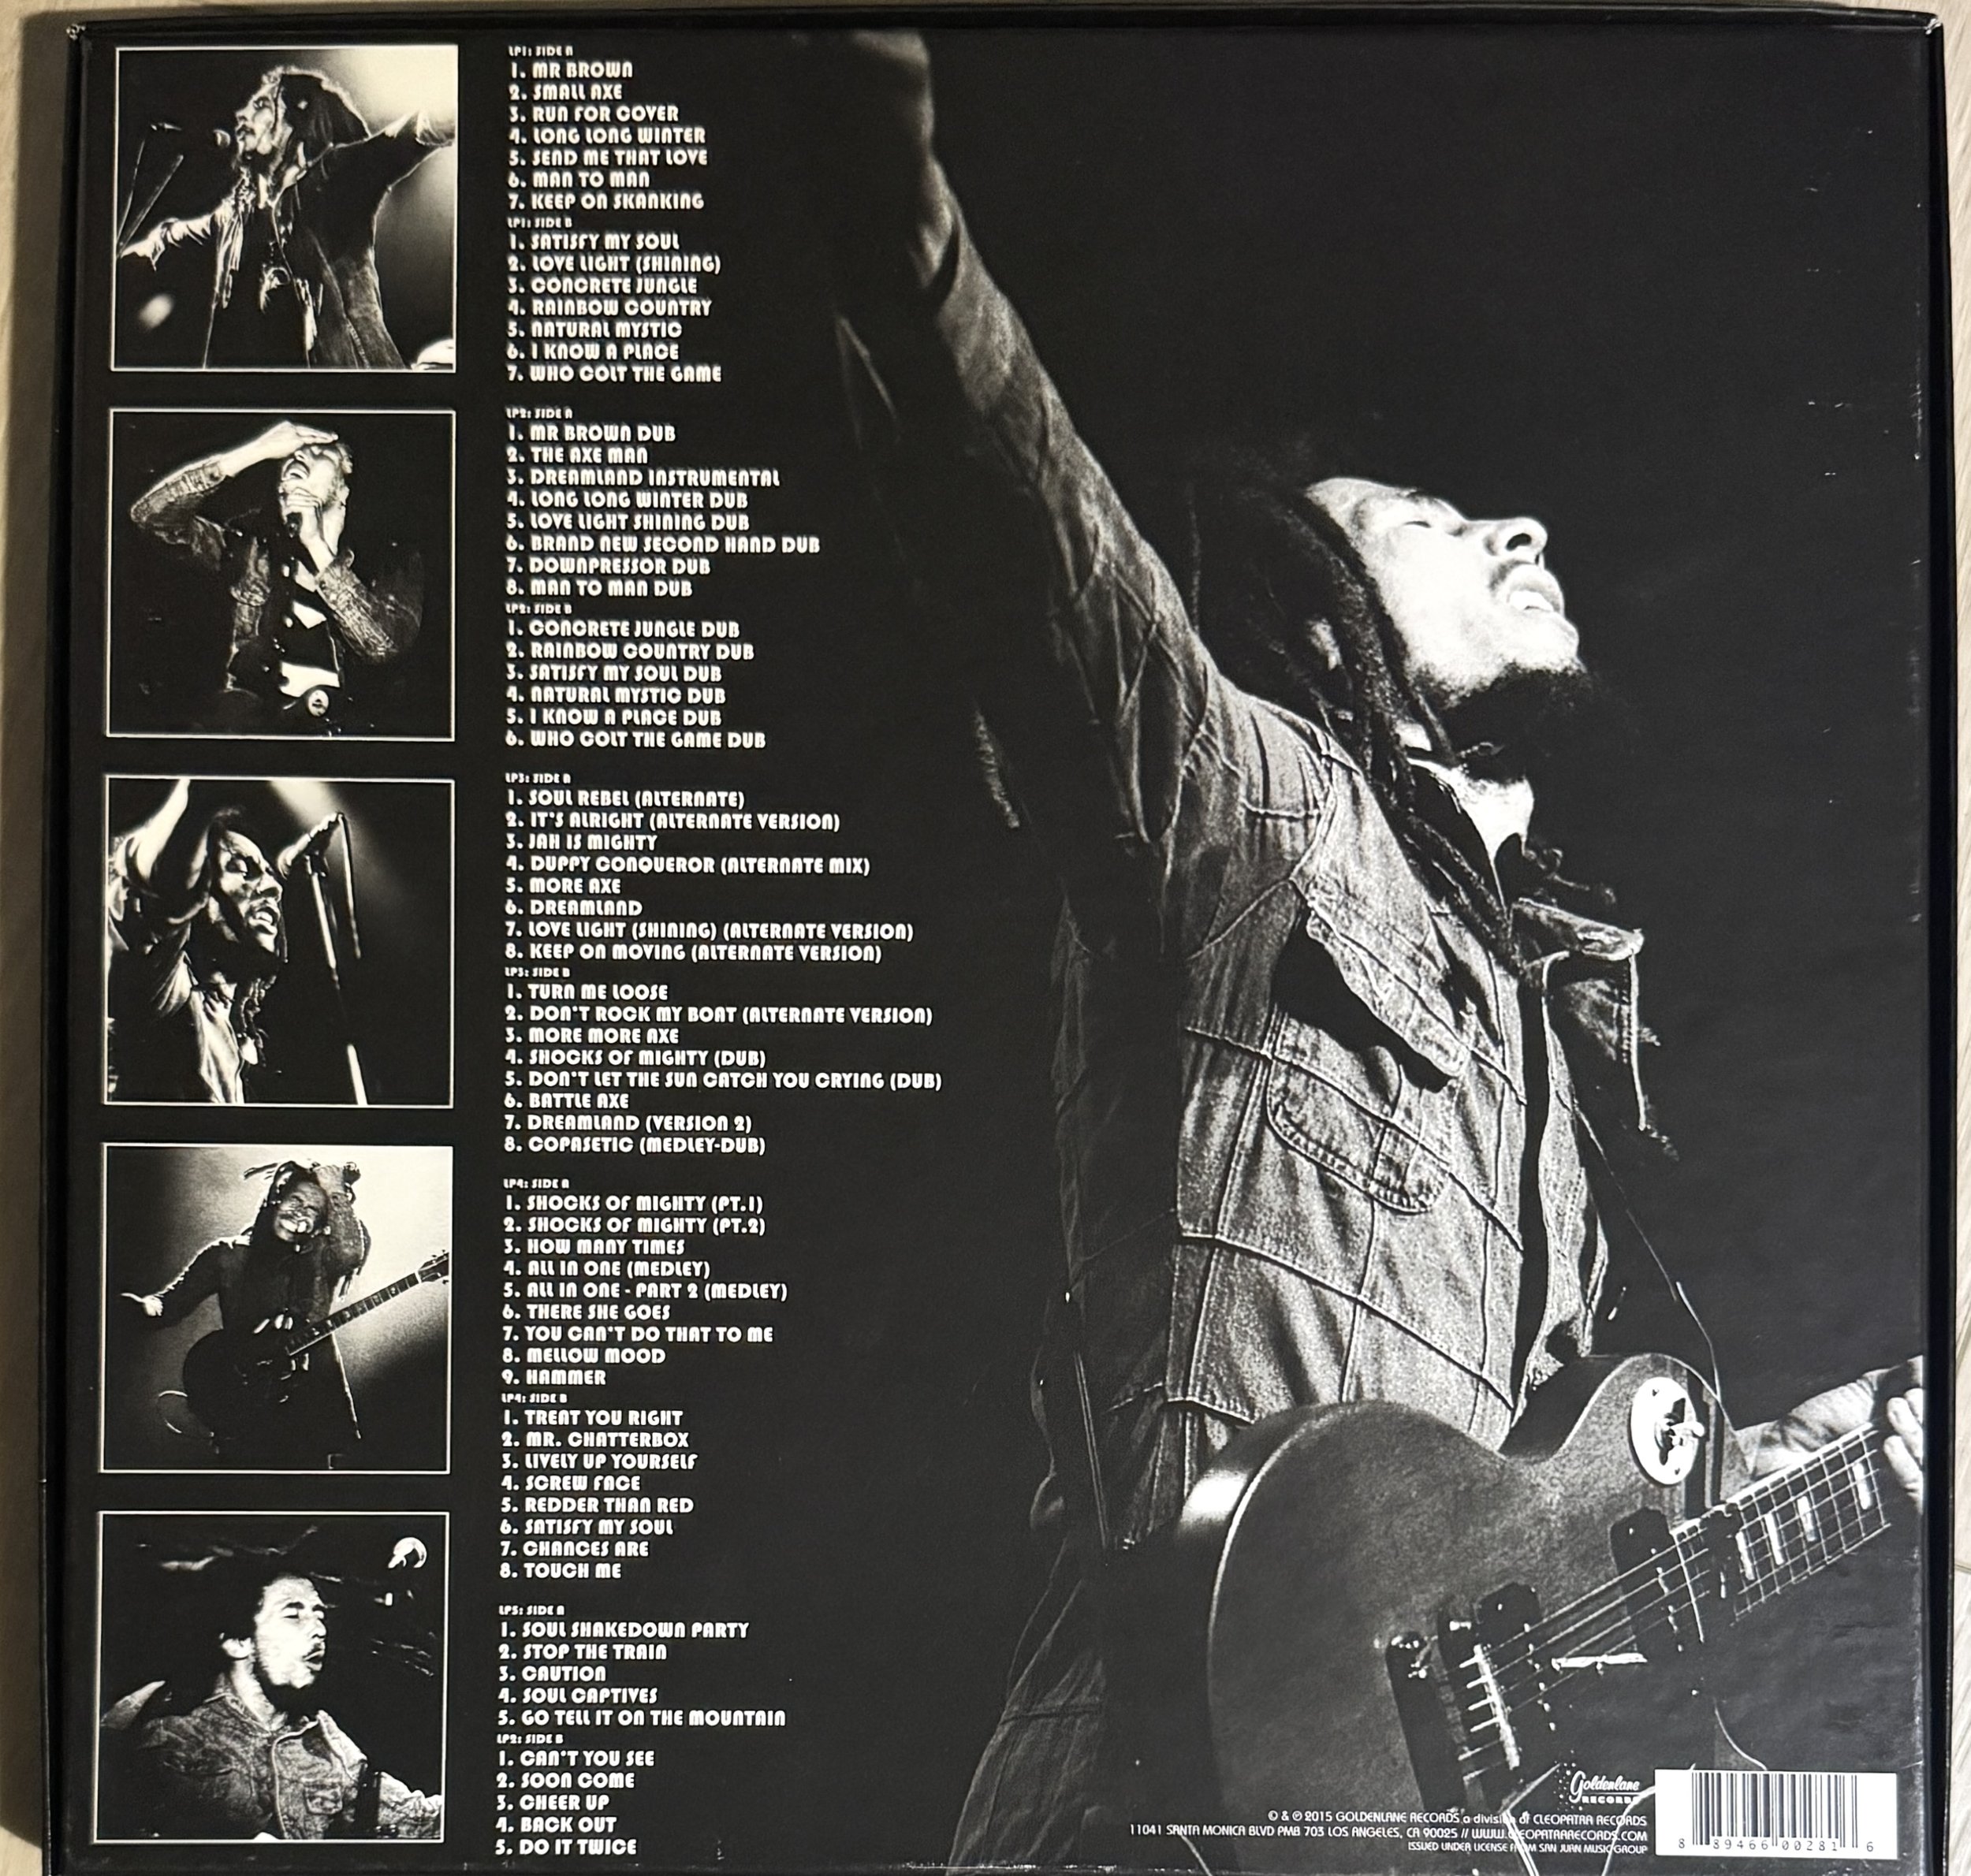 LP1: SIDE A
1. MR BROWN
2. SMALL AXE
3. RUN FOR COVER
4. LONG LONG WINTER
5. SEND ME THAT LOVE
6. MAN TO MAN
7. KEEP ON SKANKING
LP1: SIDE B
1. SATISFY MY SOUL
2. LOVE LIGHT (SHINING)
3. CONCRETE JUNGLE
4. RAINBOW COUNTRY
5. NATURAL MYSTIC
6. I KNOW A PLACE
7. WHO COLT THE GAME
LP2: SIDE A
1. MR BROWN DUB
2. THE AXE MAN
3. DREAMLAND INSTRUMENTAL
4. LONG LONG WINTER DUB
5. LOVE LIGHT SHINING DUB
6. BRAND NEW SECOND HAND DUB
7. DOWNPRESSOR DUB
8. MAN TO MAN DUB
LP2: SIDE B
1. CONCRETE JUNGLE DUB
2. RAINBOW COUNTRY DUB
3. SATISFY MY SOUL DUB
4. NATURAL MYSTIC DUB
5. I KNOW A PLACE DUB
6. WHO COLT THE GAME DUB
LP3: SIDE A
1. SOUL REBEL (ALTERNATE)
2. IT'S ALRIGHT (ALTERNATE VERSION)
3. JAH IS MIGHTY
4. DUPPY CONQUEROR (ALTERNATE MIX)
5. MORE AXE
6. DREAMLAND
7. LOVE LIGHT (SHINING) (ALTERNATE VERSION)
8. KEEP ON MOVING (ALTERNATE VERSION)
LP3: SIDE B
1. TURN ME LOOSE
2. DON'T ROCK MY BOAT (ALTERNATE VERSION)
3. MORE MORE AXE
4. SHOCKS OF MIGHTY (DUB)
5. DON'T LET THE SUN CATCH YOU CRYING (DUB)
6. BATTLE AXE
7. DREAMLAND (VERSION 2)
8. COPASETIC (MEDLEY-DUB)
LP4: SIDE A
1. SHOCKS OF MIGHTY (PT.1)
2. SHOCKS OF MIGHTY (PT.2)
3. HOW MANY TIMES
4. ALL IN ONE (MEDLEY)
5. ALL IN ONE - PART 2 (MEDLEY)
6. THERE SHE GOES
7. YOU CAN'T DO THAT TO ME
8. MELLOW MOOD
9. HAMMER
LP4: SIDE B
1. TREAT YOU RIGHT
2. MR. CHATTERBOX
3. LIVELY UP YOURSELF
4. SCREW FACE
5. REDDER THAN RED
6. SATISFY MY SOUL
7. CHANCES ARE
8. TOUCH ME
LP5: SIDE A
1. SOUL SHAKEDOWN PARTY
2. STOP THE TRAIN
3. CAUTION
4. SOUL CAPTIVES
5. GO TELL IT ON THE MOUNTAIN
LP2: SIDE B
1. CAN'T YOU SEE
2. SOON COME
3. CHEER UP
4. BACK OUT
5. DO IT TWICE
Goldenlane
RECORDS
© & ℗ 2015 GOLDENLANE RECORDS a division of CLEOPATRA RECORDS
11041 SANTA MONICA BLVD PMB 703 LOS ANGELES, CA 90025 // WWW.CLEOPATRARECORDS.COM
ISSUED UNDER LICENSE FROM SAN JUAN MUSIC GROUP
8 89466 00281 6